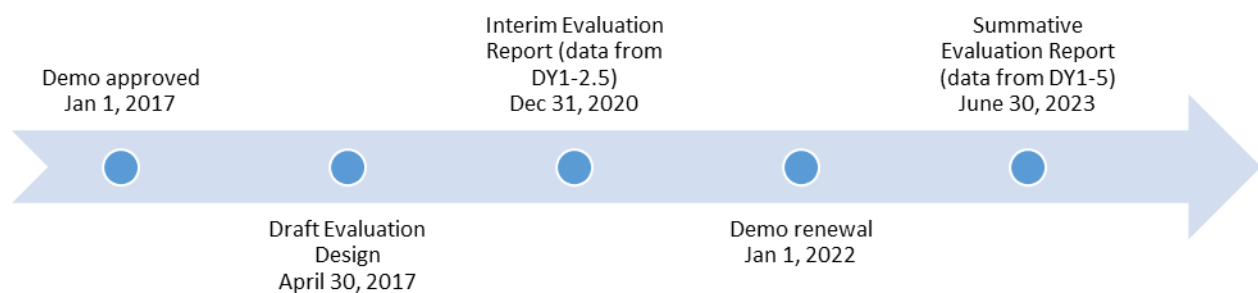 Demo approved
Jan 1, 2017
Draft Evaluation
Design
April 30, 2017
Interim Evaluation
Report (data from
DY1-2.5)
Dec 31, 2020
Demo renewal
Jan 1, 2022
Summative
Evaluation Report
(data from DY1-5)
June 30, 2023